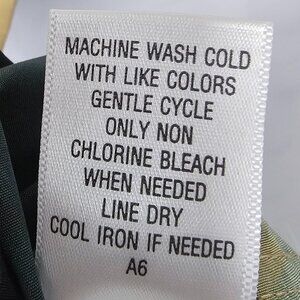 MACHINE WASH COLD
WITH LIKE COLORS
GENTLE CYCLE
ONLY NON
CHLORINE BLEACH
WHEN NEEDED
LINE DRY
COOL IRON IF NEEDED
A6